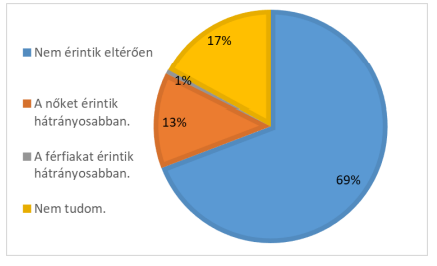 17%
Nem érintik eltérően
1%
A nőket érintik
hátrányosabban.
13%
A férfiakat érintik
hátrányosabban.
69%
Nem tudom.